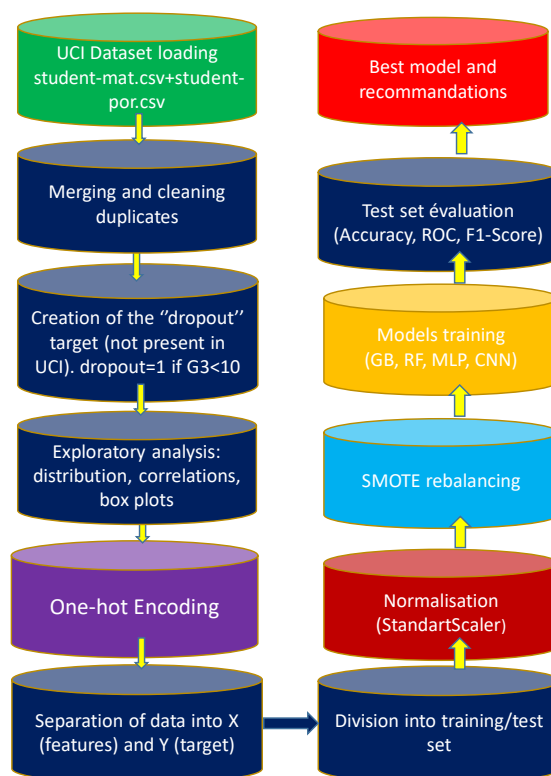 UCI Dataset loading
student-mat.csv+student-
por.csv
Merging and cleaning
duplicates
Creation of the ‘’dropout’’
target (not present in
UCI). dropout=1 if G3<10
Exploratory analysis:
distribution, correlations,
box plots
One-hot Encoding
Separation of data into X
(features) and Y (target)
Division into training/test
set
Normalisation
(StandartScaler)
SMOTE rebalancing
Models training
(GB, RF, MLP, CNN)
Test set évaluation
(Accuracy, ROC, F1-Score)
Best model and
recommandations